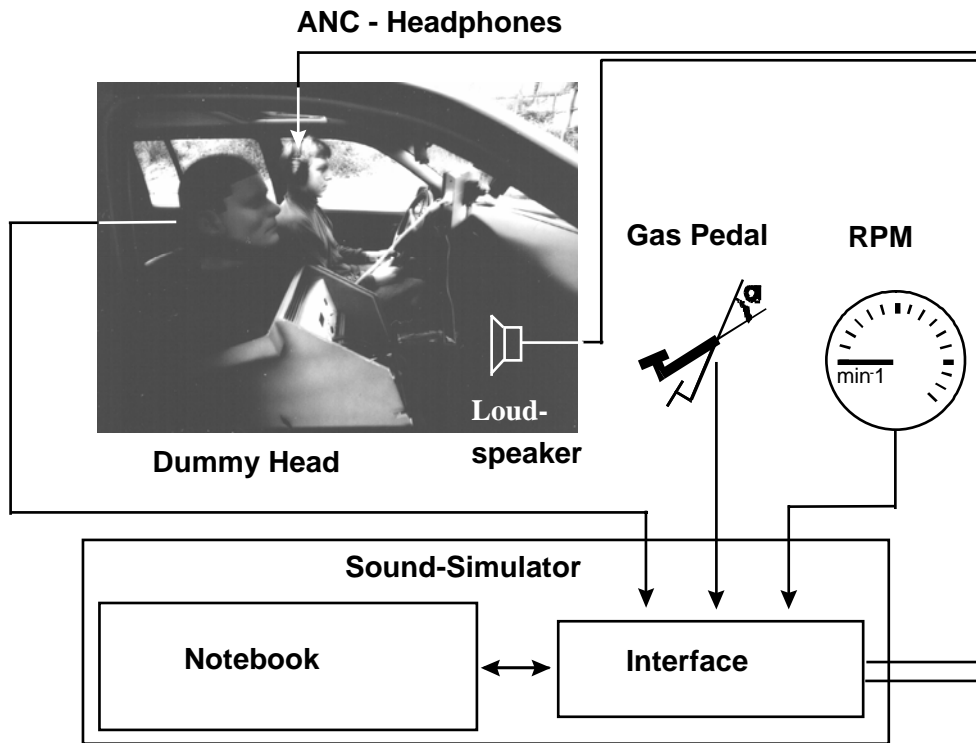 ANC - Headphones
Gas Pedal
RPM
α
min-1
Loud-
speaker
Dummy Head
Sound-Simulator
Notebook
Interface